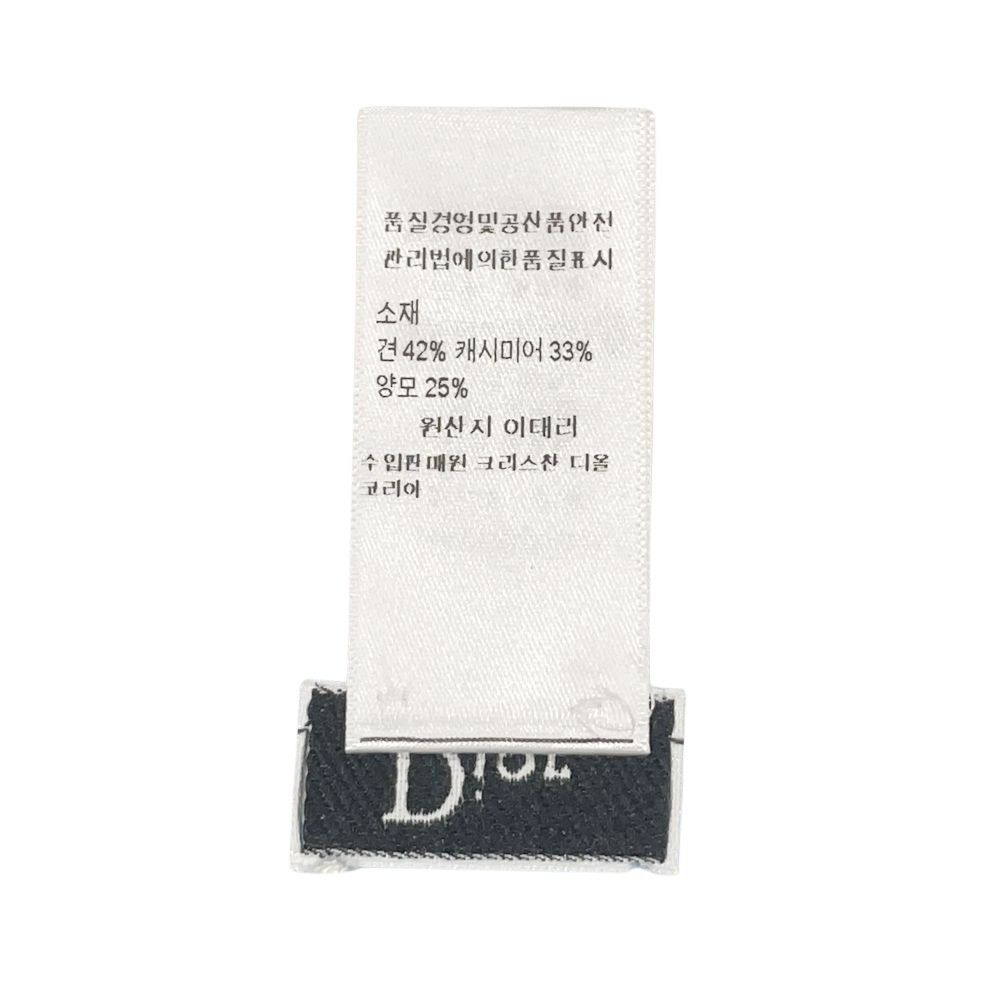 품질경영및공산품안전
관리법에의한품질표시
소재
견 42% 캐시미어 33%
양모 25%
원산지 이태리
수입판매원 크리스찬 디올
코리아
Dior